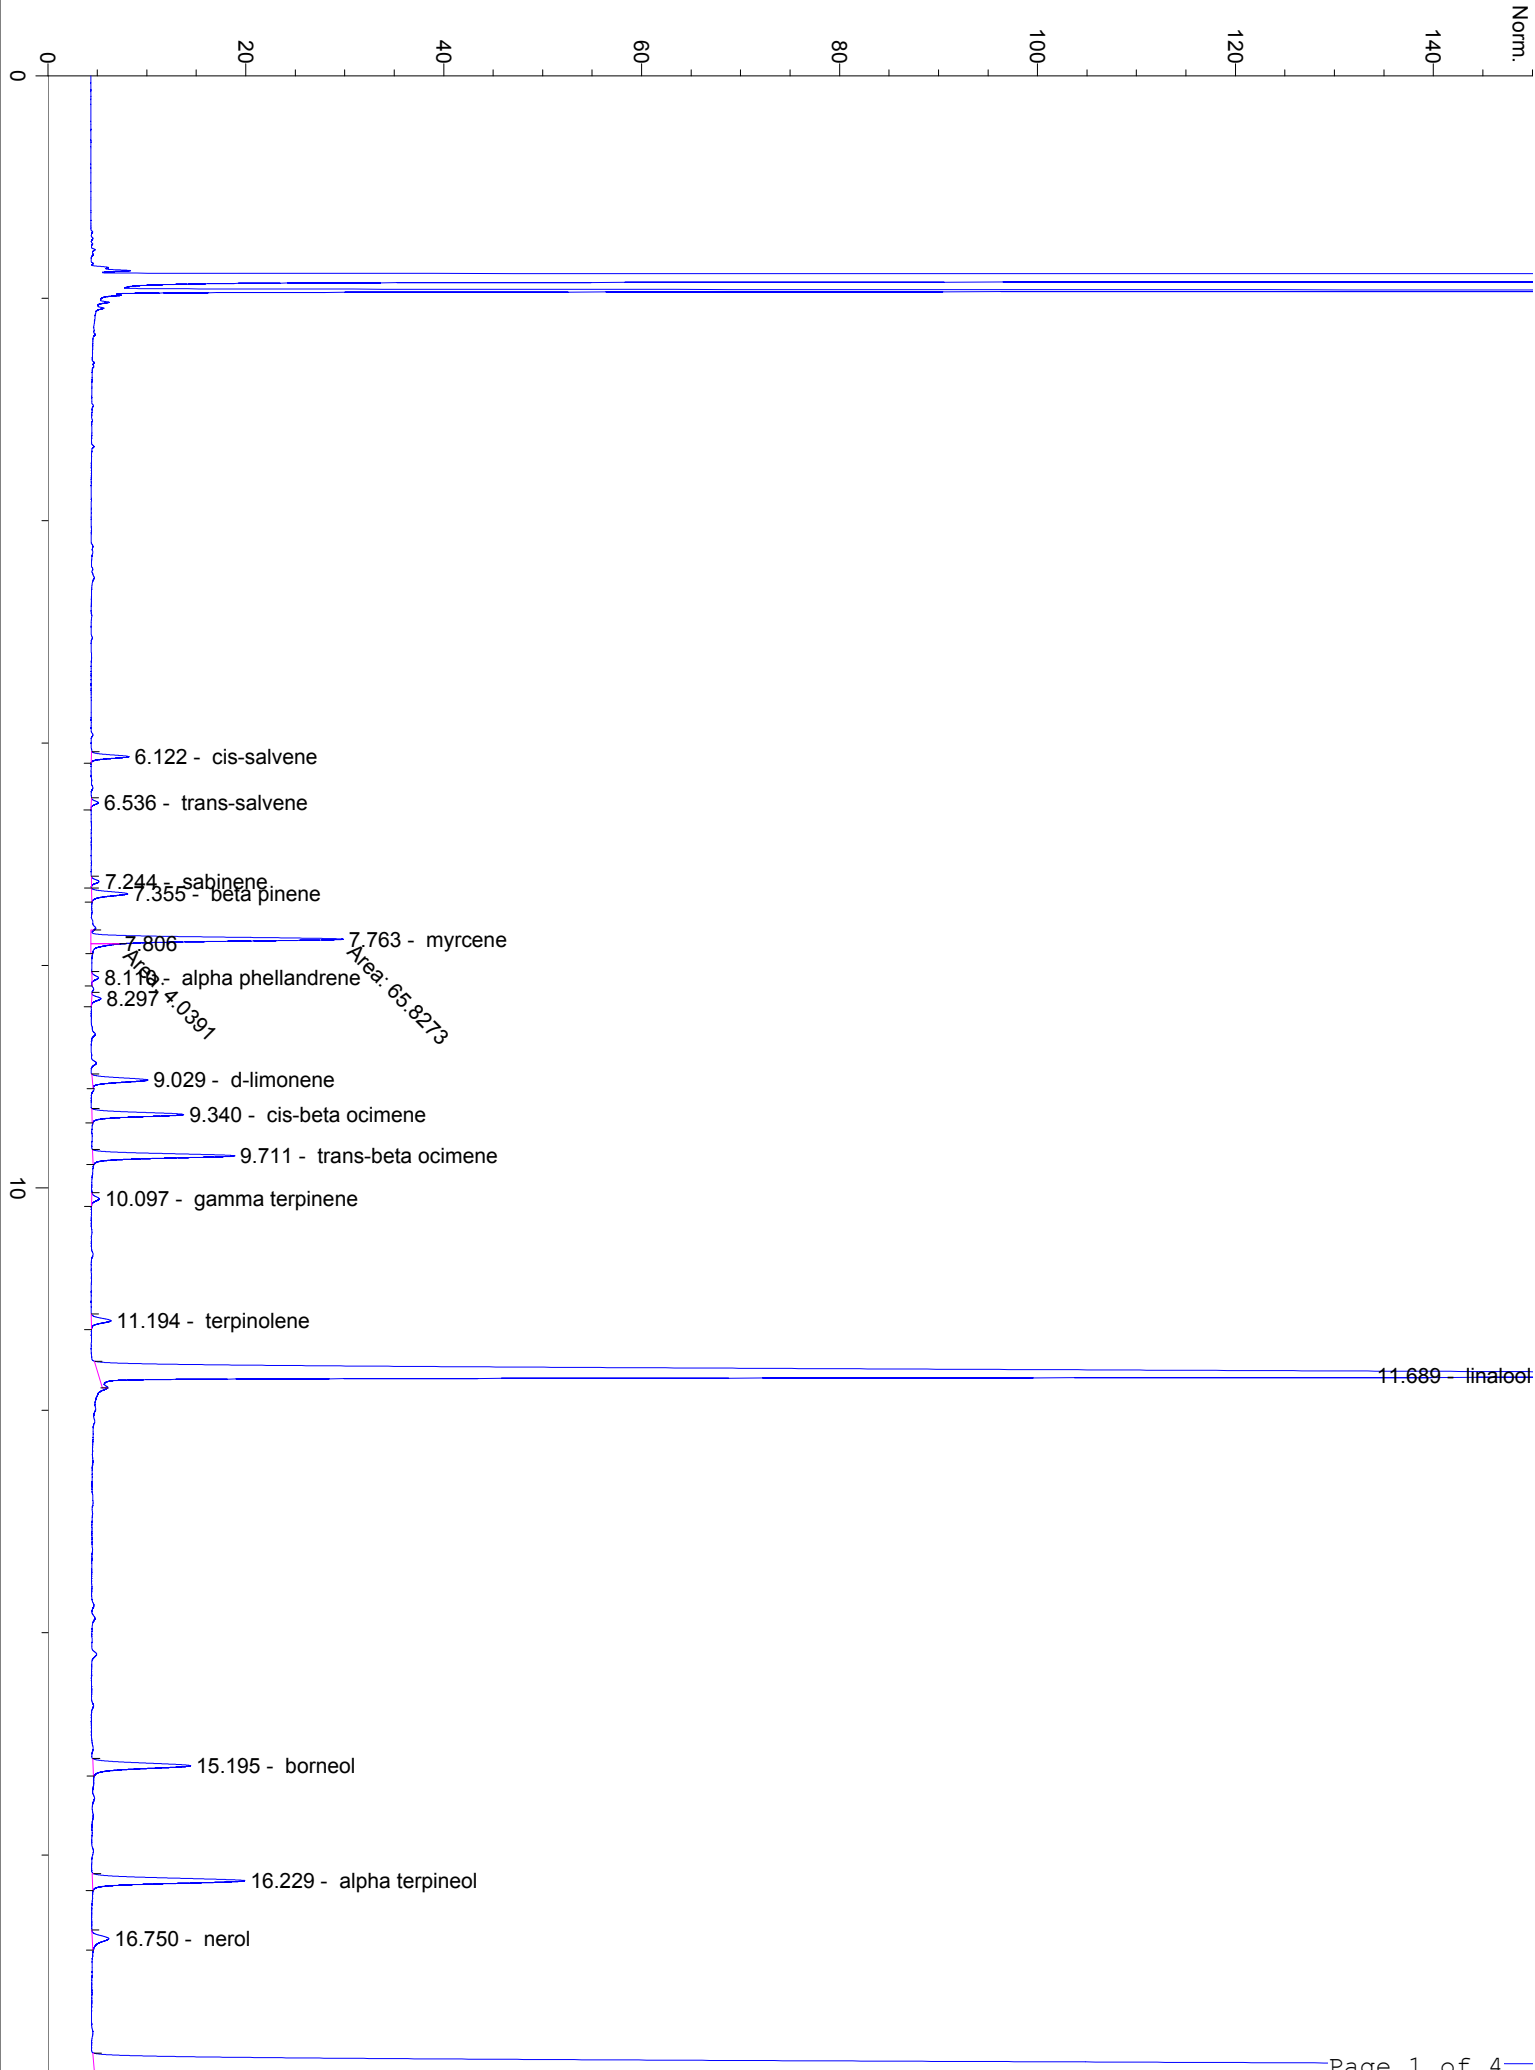 Norm.
0
20
40
60
80
100
120
140
0
6.122 - cis-salvene
6.536 - trans-salvene
7.244 - sabinene
7.355 - beta pinene
7.763 - myrcene
Area: 65.8273
7.806
Area: 4.0391
- alpha phellandrene
8.297
9.029 - d-limonene
9.340 - cis-beta ocimene
9.711 - trans-beta ocimene
10
10.097 - gamma terpinene
11.194 - terpinolene
11.689 - linalool
15.195 - borneol
16.229 - alpha terpineol
16.750 - nerol
Page 1 of 4